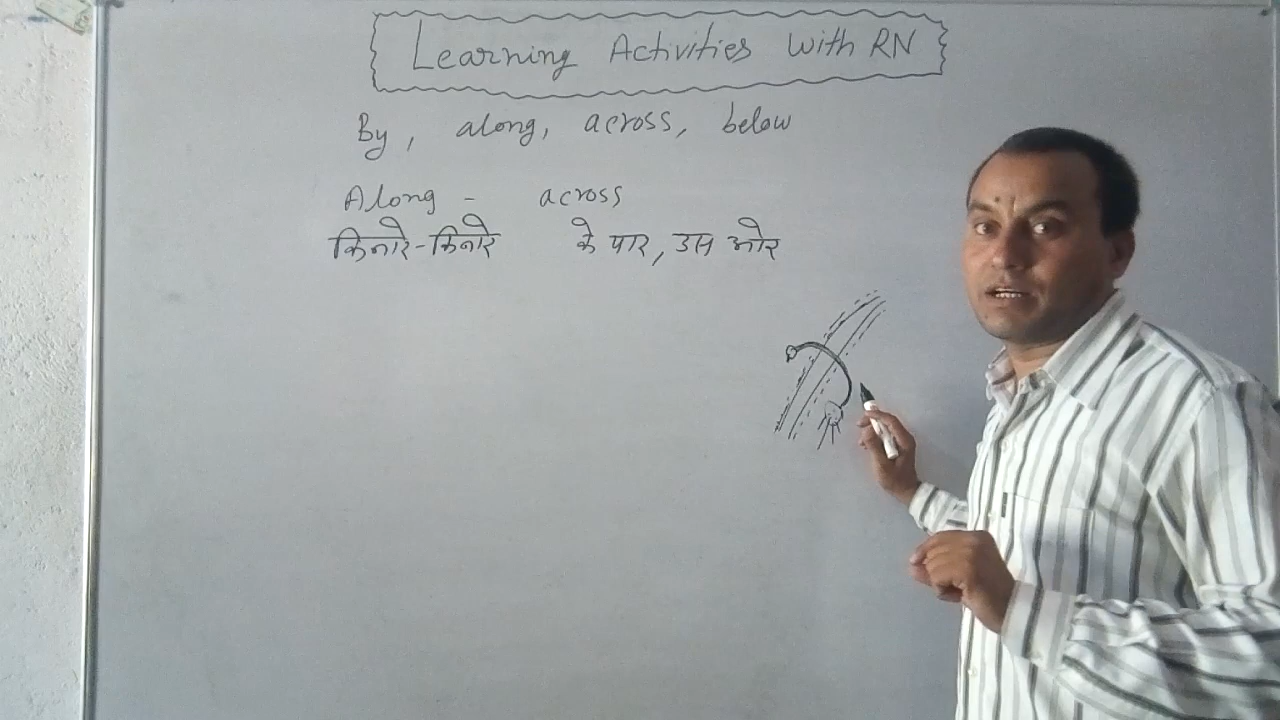 Learning Activities With RN
By, along, across, below
Along - across
किनारे-किनारे के पार, उस ओर